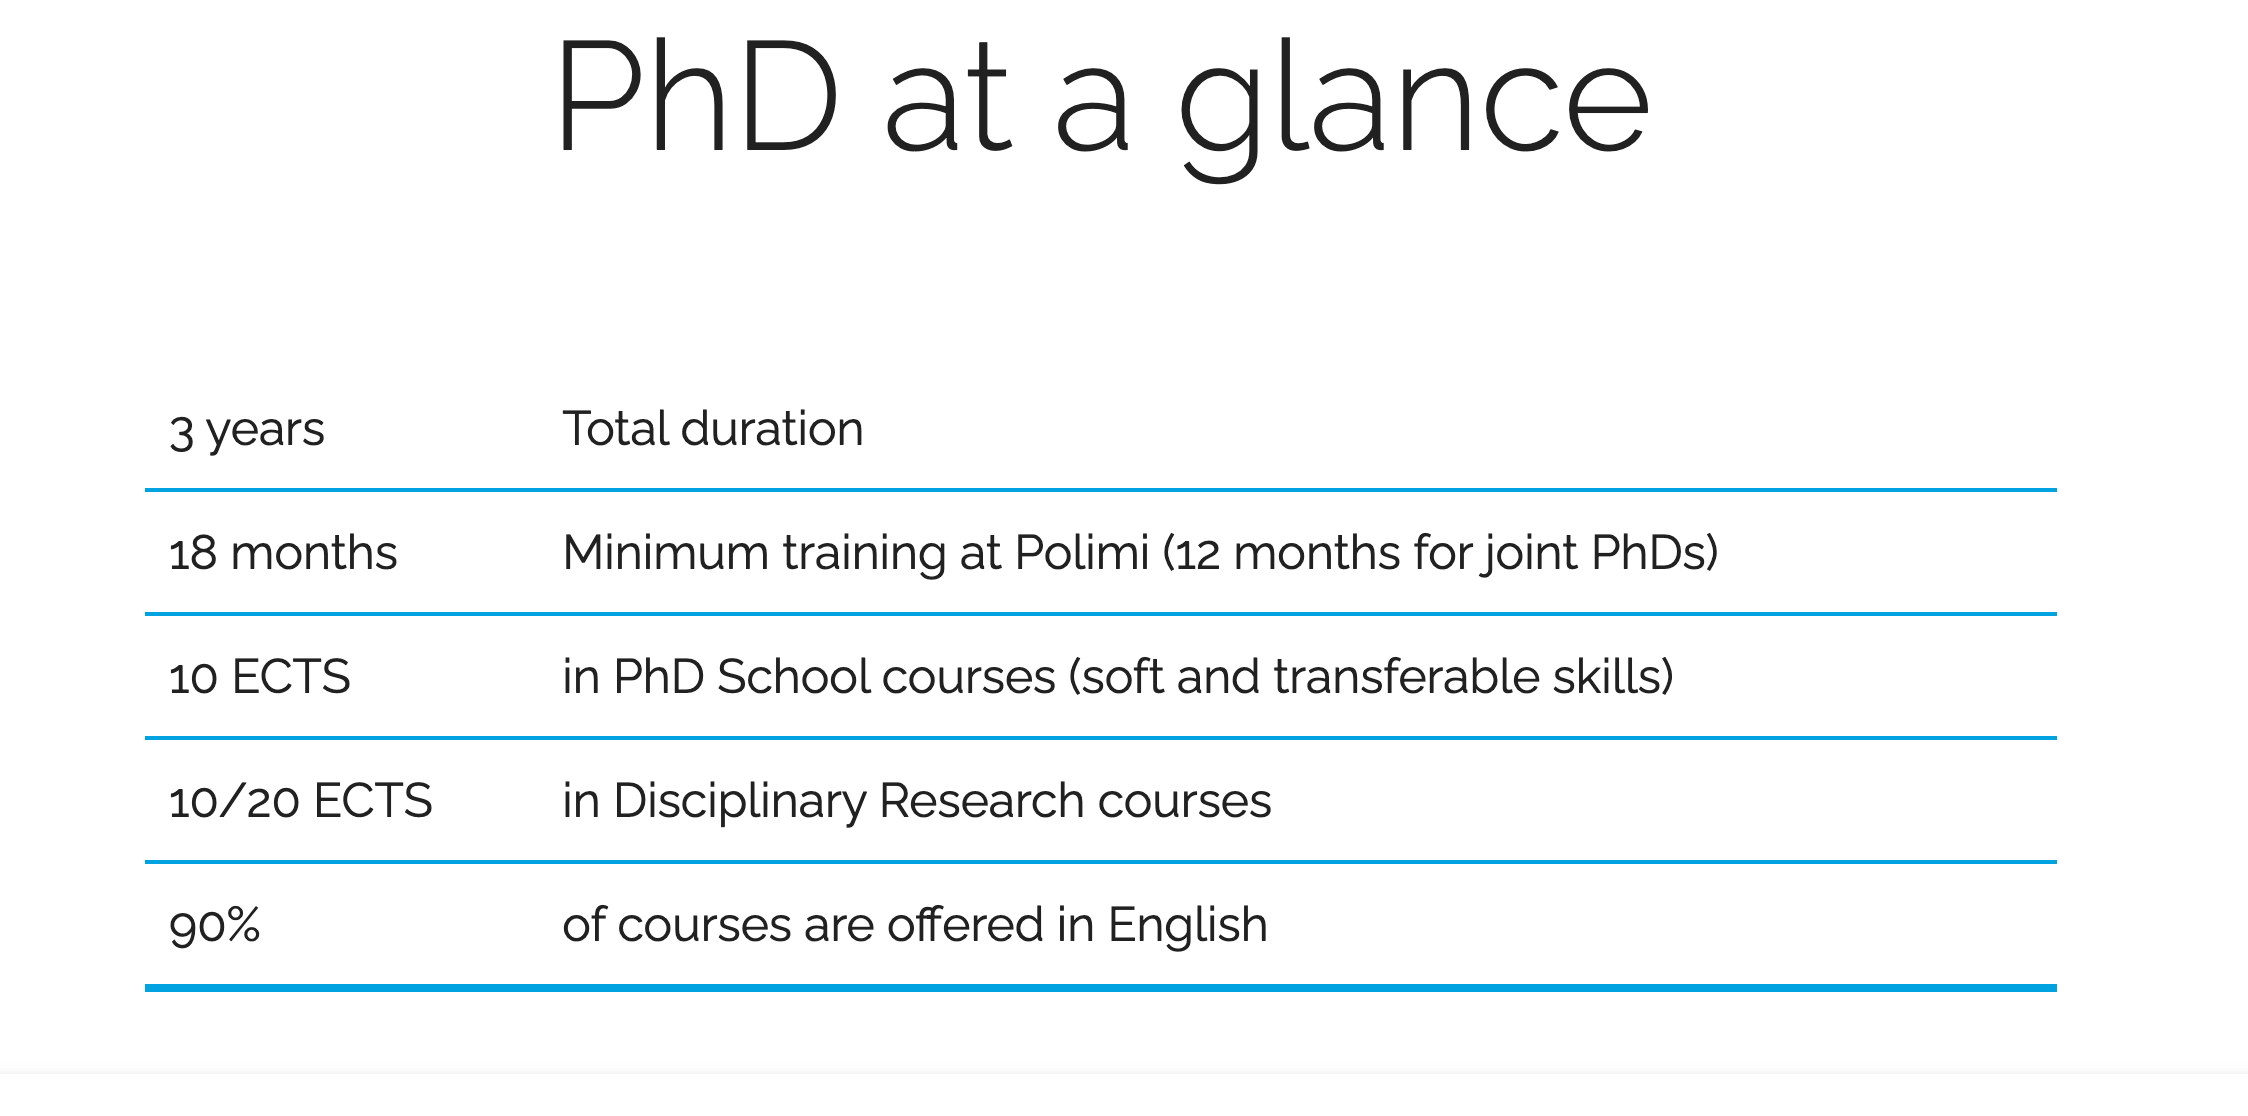 PhD at a glance
3 years Total duration
18 months Minimum training at Polimi (12 months for joint PhDs)
10 ECTS in PhD School courses (soft and transferable skills)
10/20 ECTS in Disciplinary Research courses
90% of courses are offered in English